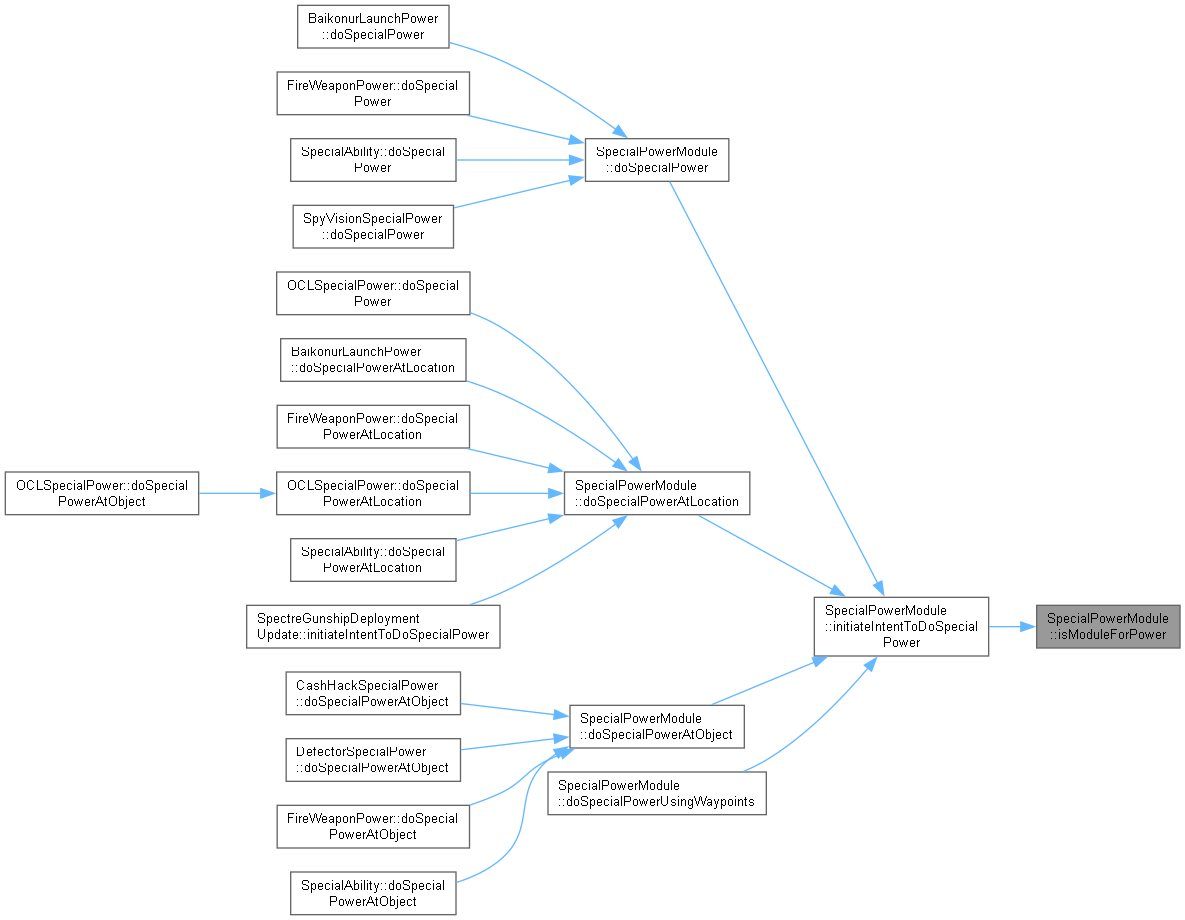 BaikonurLaunchPower
::doSpecialPower
FireWeaponPower::doSpecial
Power
SpecialAbility::doSpecial
Power
SpyVisionSpecialPower
::doSpecialPower
SpecialPowerModule
::doSpecialPower
OCLSpecialPower::doSpecial
Power
BaikonurLaunchPower
::doSpecialPowerAtLocation
FireWeaponPower::doSpecial
PowerAtLocation
OCLSpecialPower::doSpecial
PowerAtObject
OCLSpecialPower::doSpecial
PowerAtLocation
SpecialAbility::doSpecial
PowerAtLocation
SpectreGunshipDeployment
Update::initiateIntentToDoSpecialPower
SpecialPowerModule
::doSpecialPowerAtLocation
CashHackSpecialPower
::doSpecialPowerAtObject
DefectorSpecialPower
::doSpecialPowerAtObject
FireWeaponPower::doSpecial
PowerAtObject
SpecialAbility::doSpecial
PowerAtObject
SpecialPowerModule
::doSpecialPowerAtObject
SpecialPowerModule
::doSpecialPowerUsingWaypoints
SpecialPowerModule
::initiateIntentToDoSpecial
Power
SpecialPowerModule
::isModuleForPower